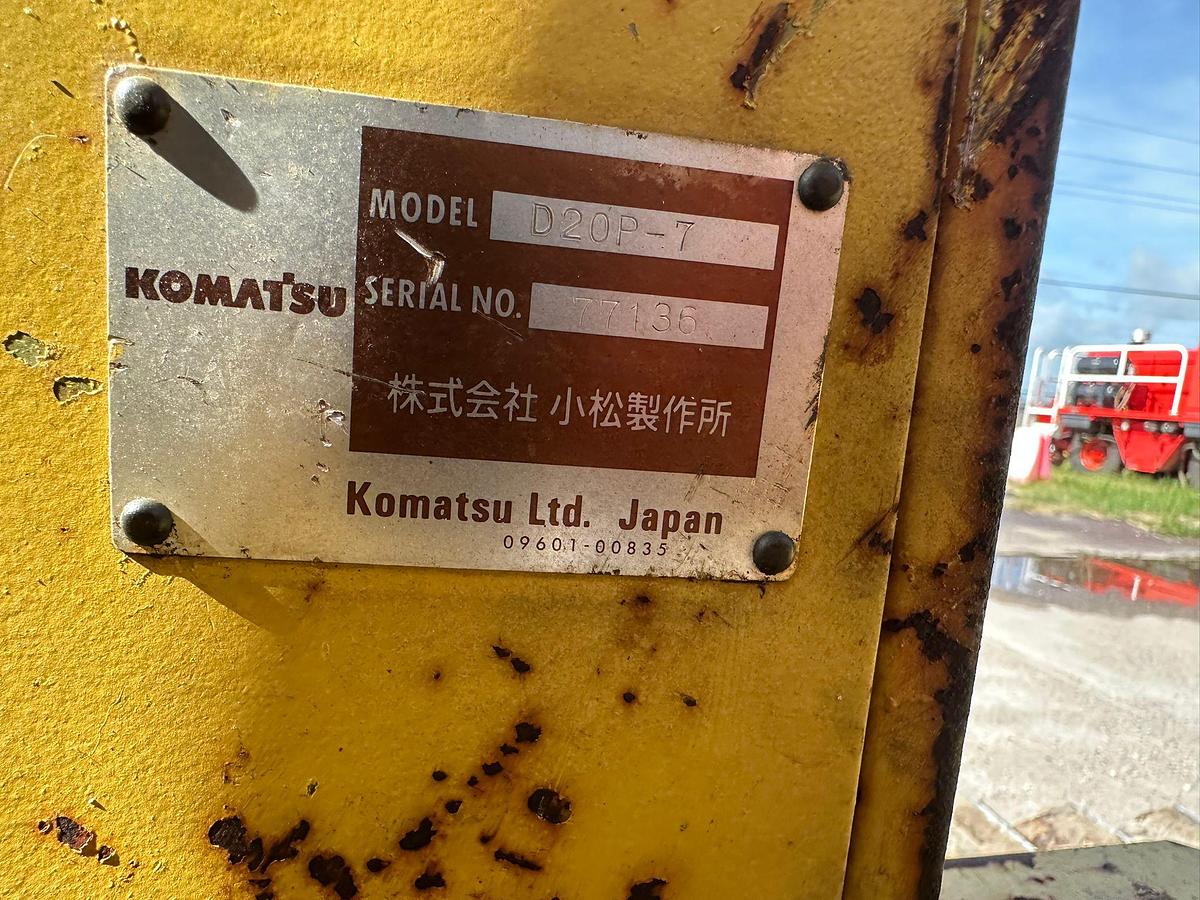 KOMATSU
MODEL D20P-7
SERIAL NO. 77136
株式会社 小松製作所
Komatsu Ltd. Japan
09601-00835